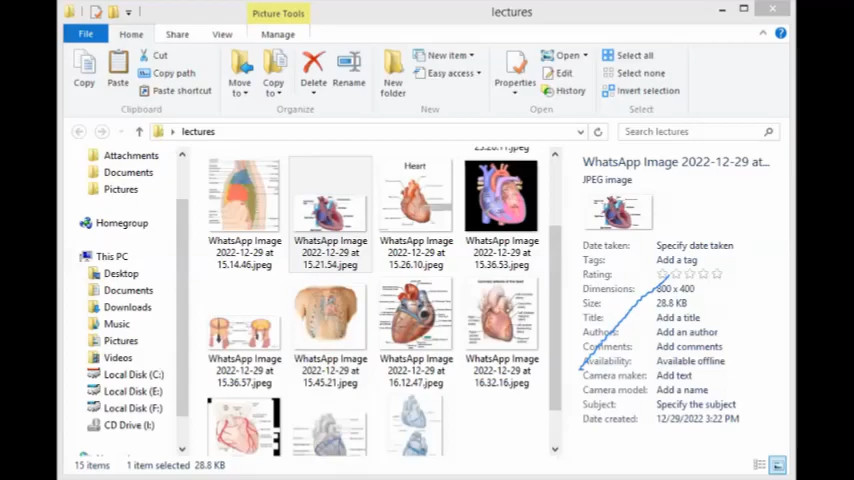 Picture Tools
lectures
File
Home
Share
View
Manage
Copy
Paste
Cut
Copy path
Paste shortcut
Clipboard
Move to
Copy to
Delete
Rename
Organize
New folder
New item
Easy access
New
Properties
Open
Edit
History
Open
Select all
Select none
Invert selection
Select
lectures
Search lectures
Attachments
Documents
Pictures
Homegroup
This PC
Desktop
Documents
Downloads
Music
Pictures
Videos
Local Disk (C:)
Local Disk (E:)
Local Disk (F:)
CD Drive (I:)
Heart
WhatsApp Image
2022-12-29 at
15.14.46.jpeg
WhatsApp Image
2022-12-29 at
15.21.54.jpeg
WhatsApp Image
2022-12-29 at
15.26.10.jpeg
WhatsApp Image
2022-12-29 at
15.36.53.jpeg
WhatsApp Image
2022-12-29 at
15.36.57.jpeg
WhatsApp Image
2022-12-29 at
15.45.21.jpeg
WhatsApp Image
2022-12-29 at
16.12.47.jpeg
WhatsApp Image
2022-12-29 at
16.32.16.jpeg
WhatsApp Image 2022-12-29 at...
JPEG image
Date taken: Specify date taken
Tags: Add a tag
Rating:
Dimensions: 800 x 400
Size: 28.8 KB
Title: Add a title
Authors: Add an author
Comments: Add comments
Availability: Available offline
Camera maker: Add text
Camera model: Add a name
Subject: Specify the subject
Date created: 12/29/2022 3:22 PM
15 items 1 item selected 28.8 KB